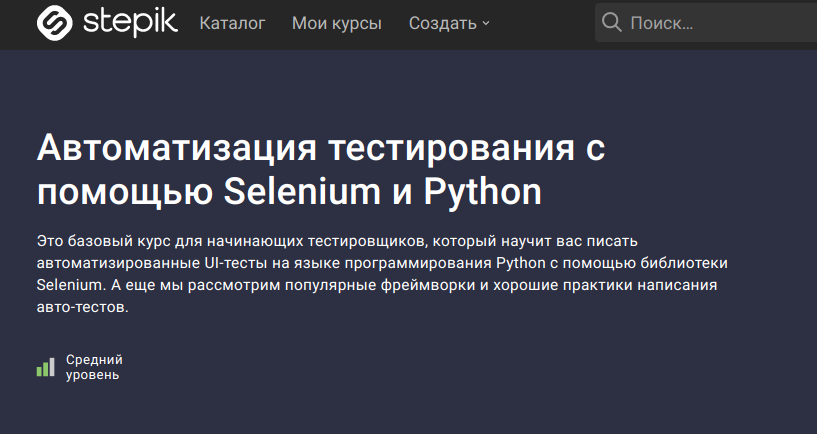 stepik Каталог Мои курсы Создать Поиск...
Автоматизация тестирования с
помощью Selenium и Python
Это базовый курс для начинающих тестировщиков, который научит вас писать
автоматизированные UI-тесты на языке программирования Python с помощью библиотеки
Selenium. А еще мы рассмотрим популярные фреймворки и хорошие практики написания
авто-тестов.
Средний
уровень